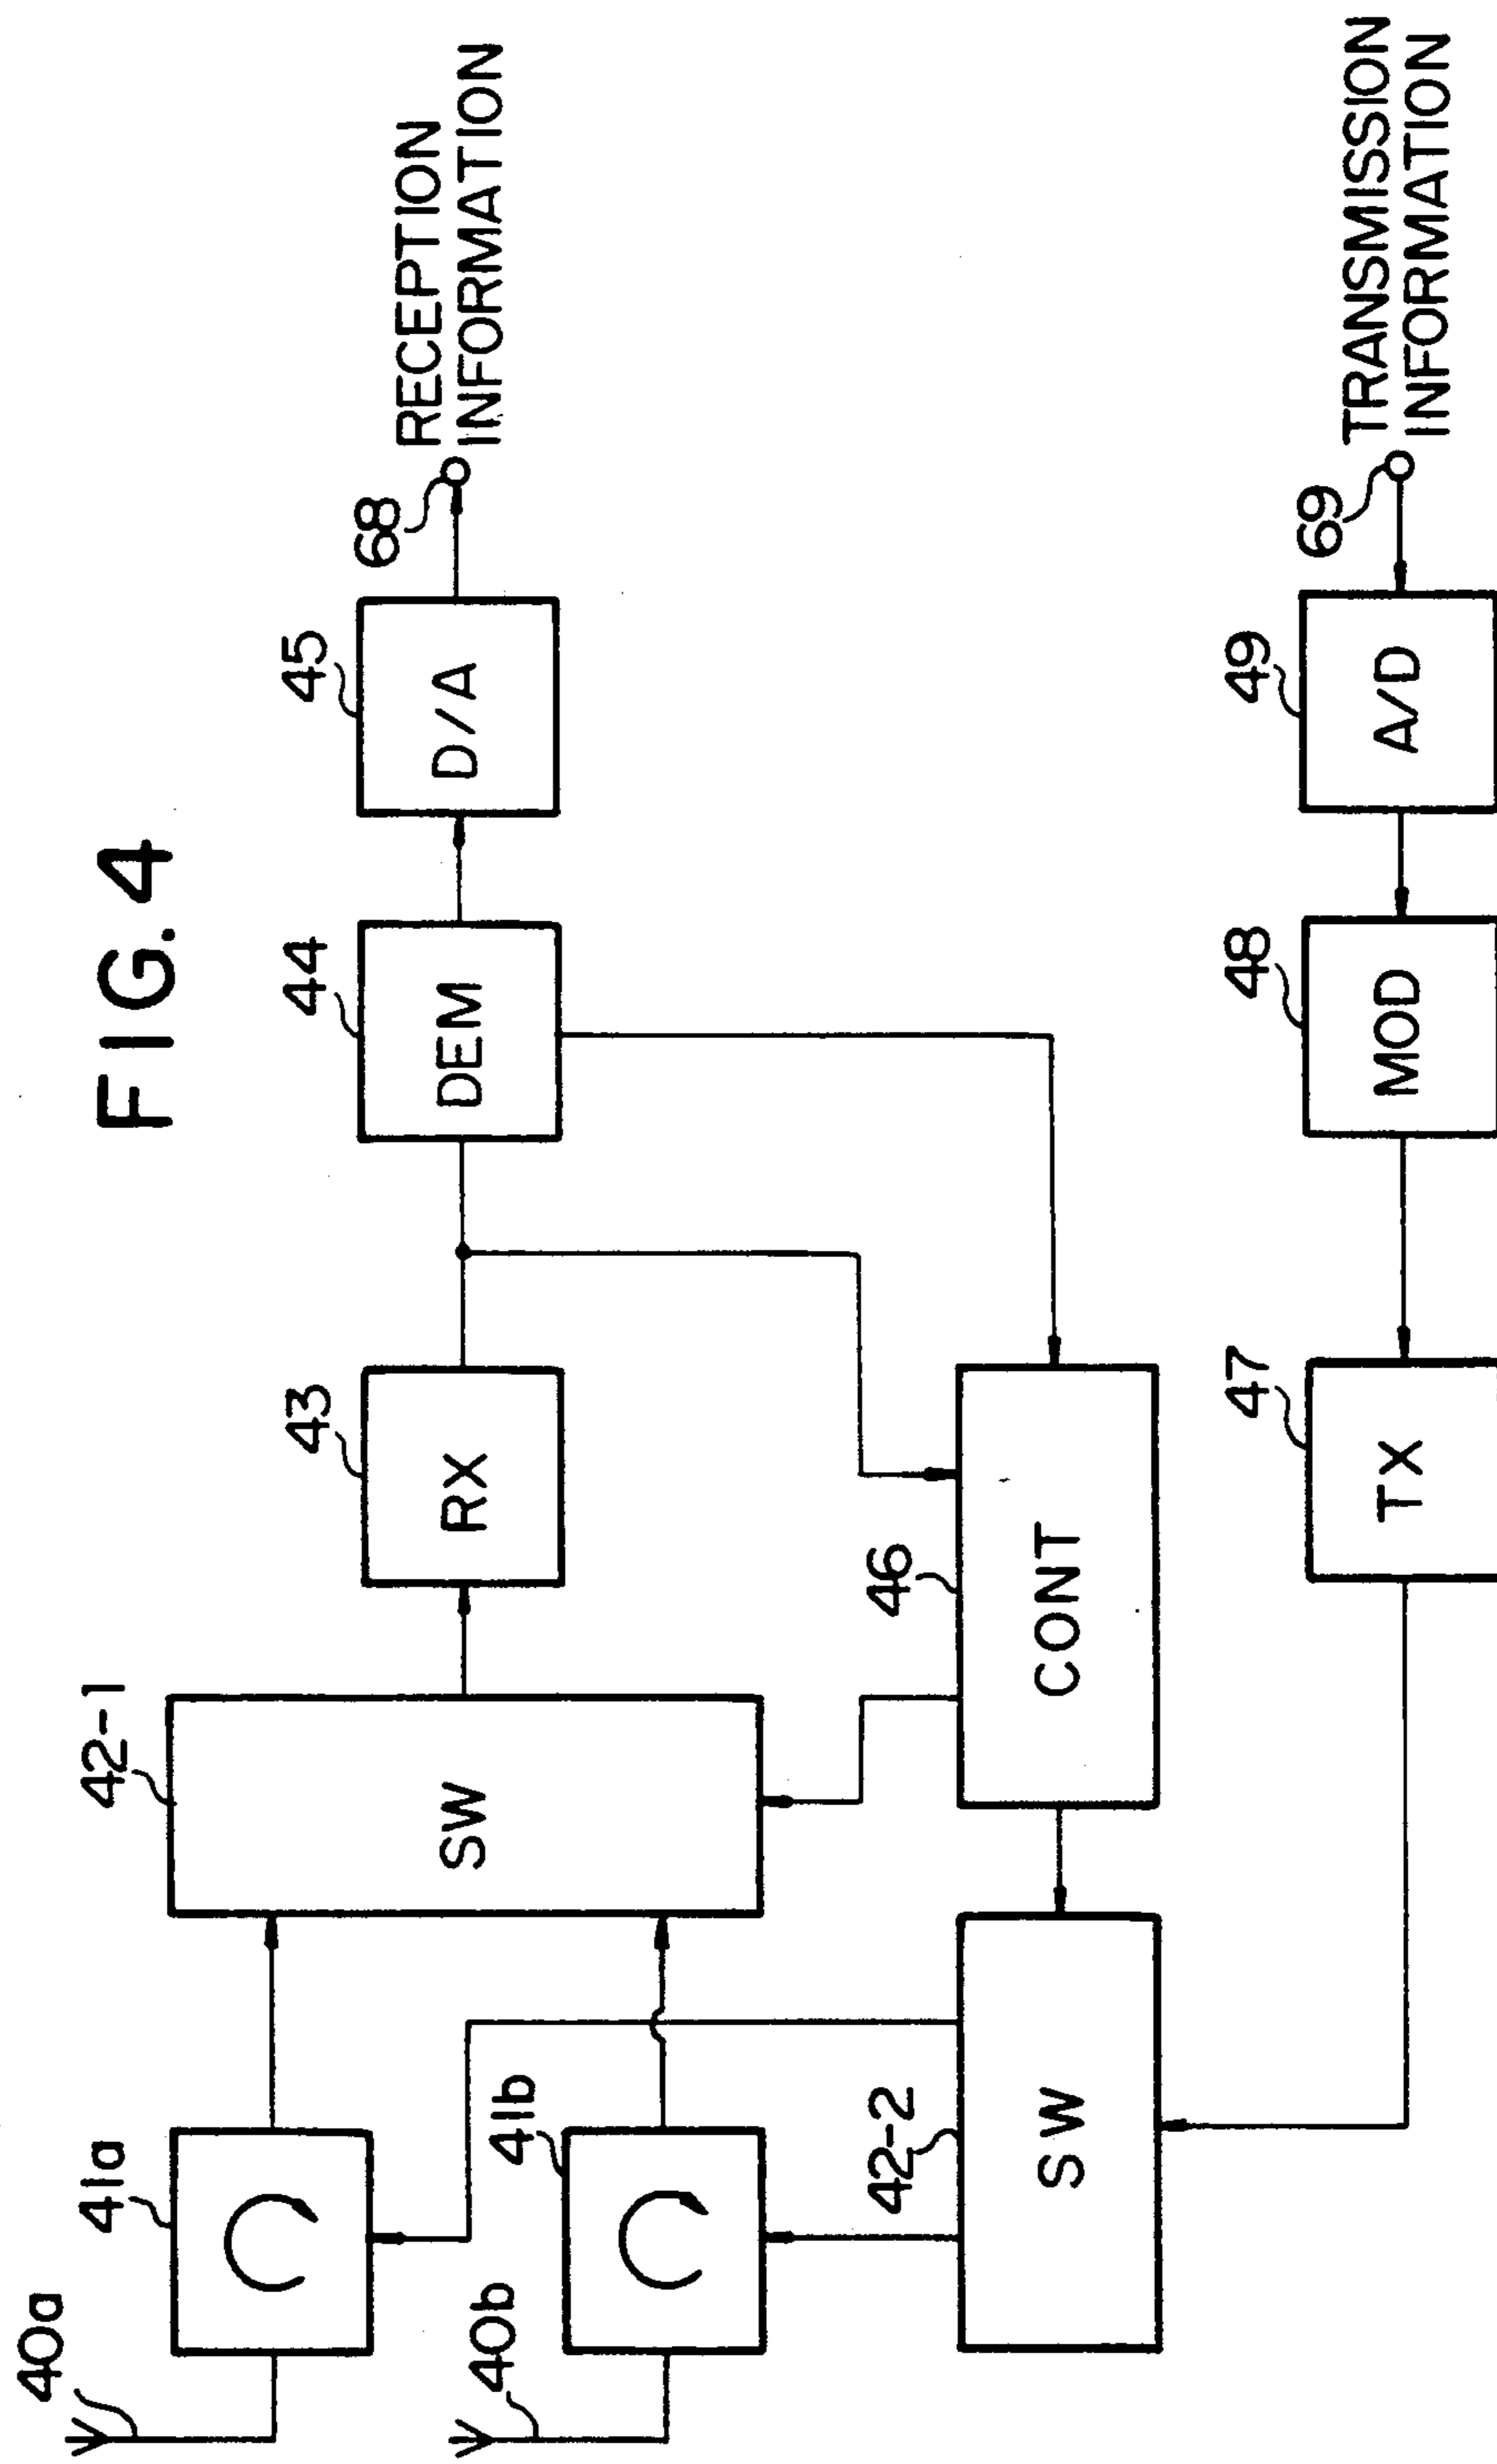 FIG. 4
40a
41a
42-1
SW
43
RX
44
DEM
45
D/A
68
RECEPTION
INFORMATION
40b
41b
42-2
SW
46
CONT
47
TX
48
MOD
49
A/D
69
TRANSMISSION
INFORMATION